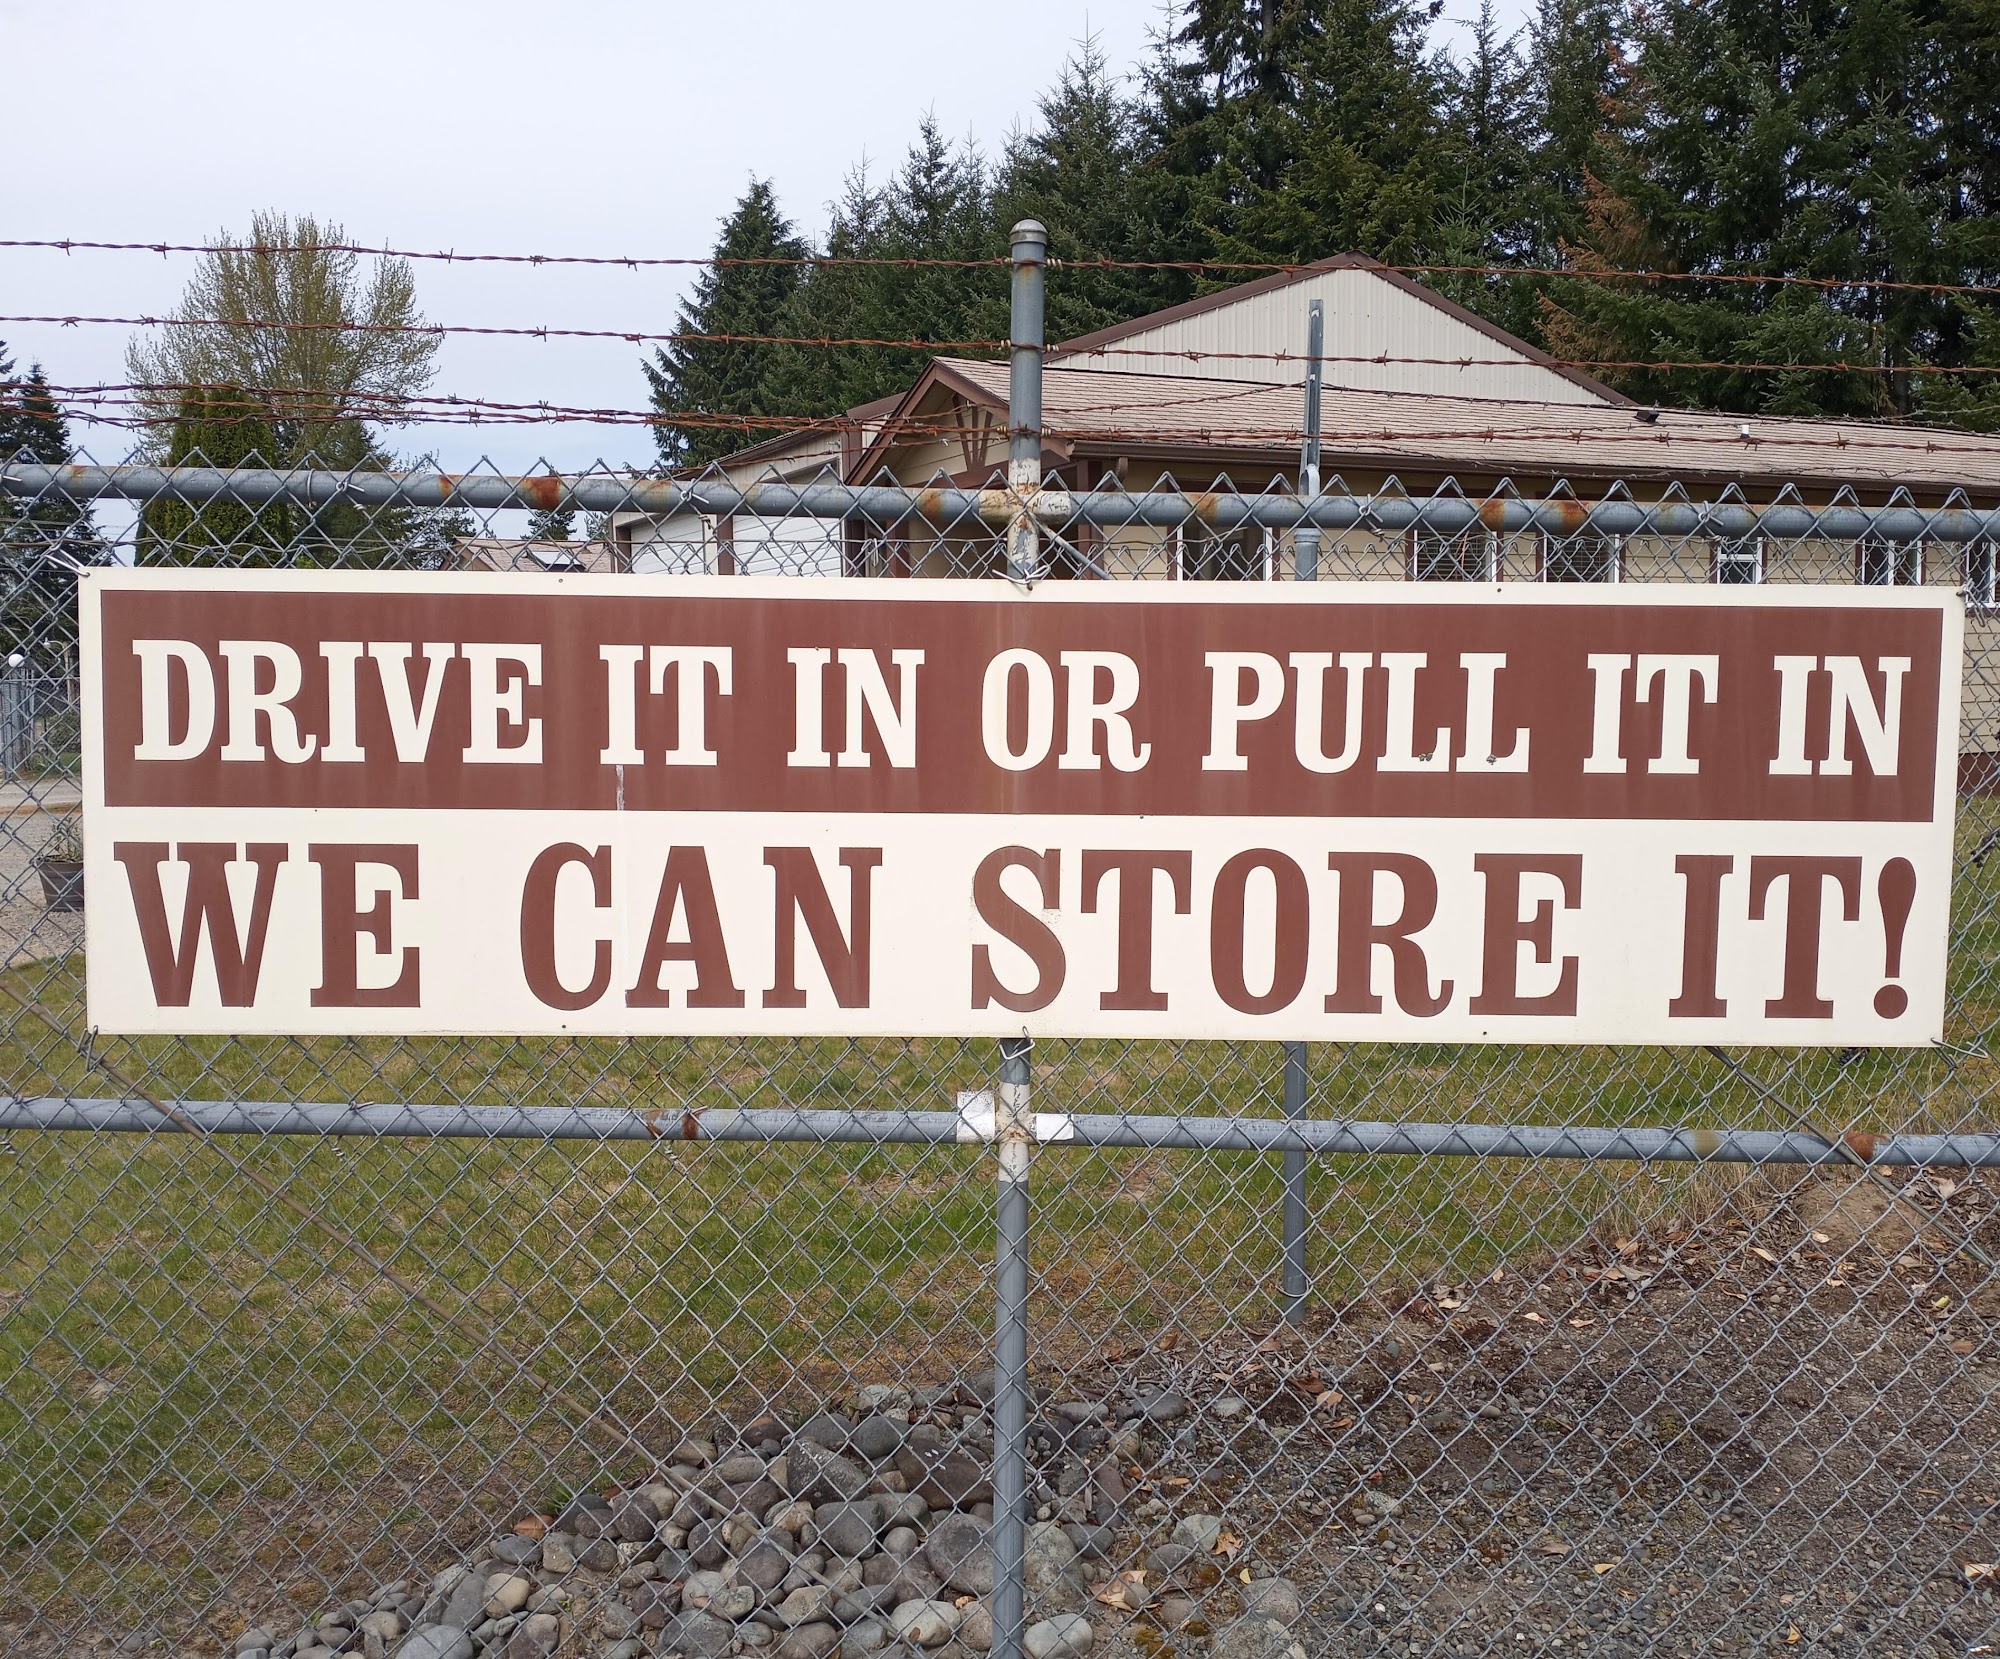 DRIVE IT IN OR PULL IT IN
WE CAN STORE IT!